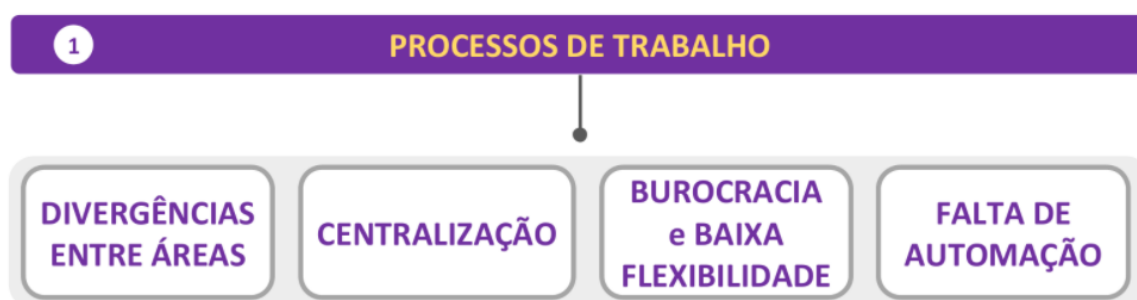 1
PROCESSOS DE TRABALHO
DIVERGÊNCIAS
ENTRE ÁREAS
CENTRALIZAÇÃO
BUROCRACIA
e BAIXA
FLEXIBILIDADE
FALTA DE
AUTOMAÇÃO